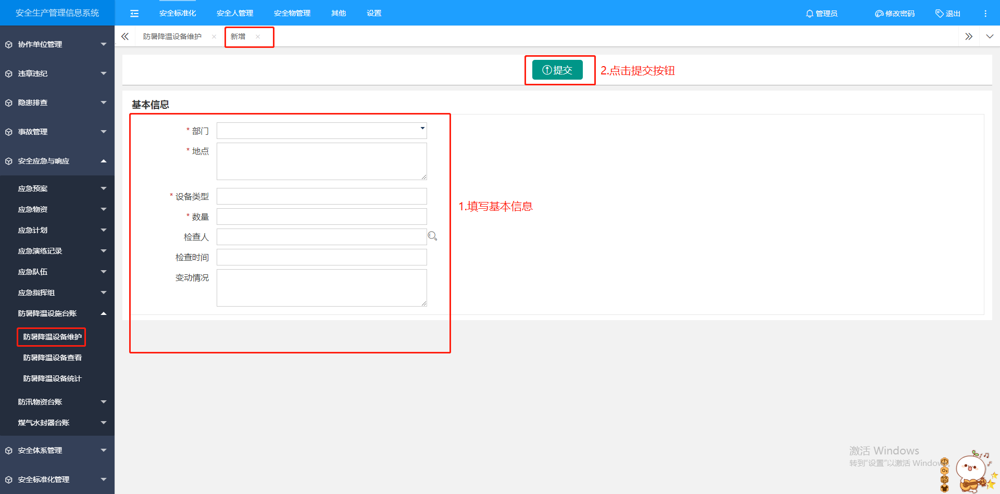 安全生产管理信息系统
安全标准化
安全人管理
安全物管理
其他
设置
管理员
修改密码
退出
协作单位管理
违章违纪
隐患排查
事故管理
安全应急与响应
应急预案
应急物资
应急计划
应急演练记录
应急队伍
应急指挥组
防暑降温设施台账
防暑降温设备维护
防暑降温设备查看
防暑降温设备统计
防汛物资台账
煤气水封器台账
安全体系管理
安全标准化管理
防暑降温设备维护
新增
提交
2.点击提交按钮
基本信息
* 部门
* 地点
* 设备类型
* 数量
检查人
检查时间
变动情况
1.填写基本信息
激活 Windows
转到“设置”以激活 Windows。
中
简